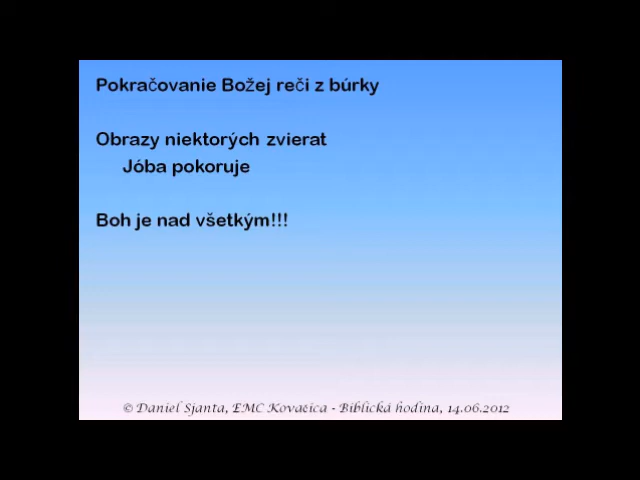 Pokračovanie Božej reči z búrky
Obrazy niektorých zvierat
Jóba pokoruje
Boh je nad všetkým!!!
© Daniel Sjanta, EMC Kovačica - Biblická hodina, 14.06.2012